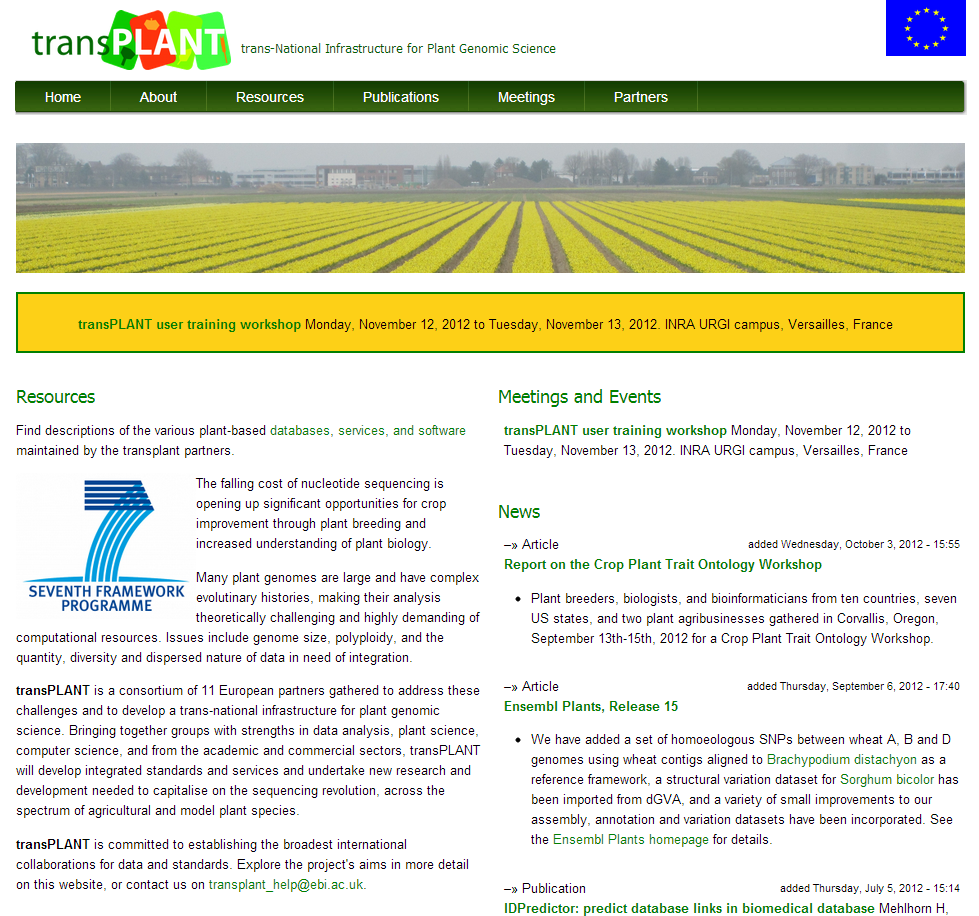 transPLANT trans-National Infrastructure for Plant Genomic Science
Home About Resources Publications Meetings Partners
transPLANT user training workshop Monday, November 12, 2012 to Tuesday, November 13, 2012. INRA URGI campus, Versailles, France
Resources
Find descriptions of the various plant-based databases, services, and software
maintained by the transplant partners.
SEVENTH FRAMEWORK
PROGRAMME
The falling cost of nucleotide sequencing is
opening up significant opportunities for crop
improvement through plant breeding and
increased understanding of plant biology.
Many plant genomes are large and have complex
evolutinary histories, making their analysis
theoretically challenging and highly demanding of
computational resources. Issues include genome size, polyploidy, and the
quantity, diversity and dispersed nature of data in need of integration.
transPLANT is a consortium of 11 European partners gathered to address these
challenges and to develop a trans-national infrastructure for plant genomic
science. Bringing together groups with strengths in data analysis, plant science,
computer science, and from the academic and commercial sectors, transPLANT
will develop integrated standards and services and undertake new research and
development needed to capitalise on the sequencing revolution, across the
spectrum of agricultural and model plant species.
transPLANT is committed to establishing the broadest international
collaborations for data and standards. Explore the project's aims in more detail
on this website, or contact us on transplant_help@ebi.ac.uk.
Meetings and Events
transPLANT user training workshop Monday, November 12, 2012 to
Tuesday, November 13, 2012. INRA URGI campus, Versailles, France
News
–» Article added Wednesday, October 3, 2012 - 15:55
Report on the Crop Plant Trait Ontology Workshop
• Plant breeders, biologists, and bioinformaticians from ten countries, seven
US states, and two plant agribusinesses gathered in Corvallis, Oregon,
September 13th-15th, 2012 for a Crop Plant Trait Ontology Workshop.
–» Article added Thursday, September 6, 2012 - 17:40
Ensembl Plants, Release 15
• We have added a set of homoeologous SNPs between wheat A, B and D
genomes using wheat contigs aligned to Brachypodium distachyon as a
reference framework, a structural variation dataset for Sorghum bicolor has
been imported from dGVA, and a variety of small improvements to our
assembly, annotation and variation datasets have been incorporated. See
the Ensembl Plants homepage for details.
–» Publication added Thursday, July 5, 2012 - 15:14
IDPredictor: predict database links in biomedical database Mehlhorn H,